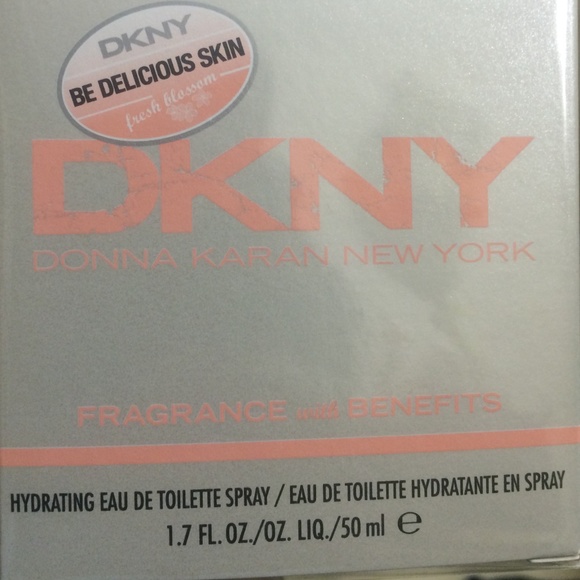 DKNY
BE DELICIOUS SKIN
fresh blossom
DKNY
DONNA KARAN NEW YORK
FRAGRANCE with BENEFITS
HYDRATING EAU DE TOILETTE SPRAY / EAU DE TOILETTE HYDRATANTE EN SPRAY
1.7 FL. OZ./OZ. LIQ./50 ml ℮